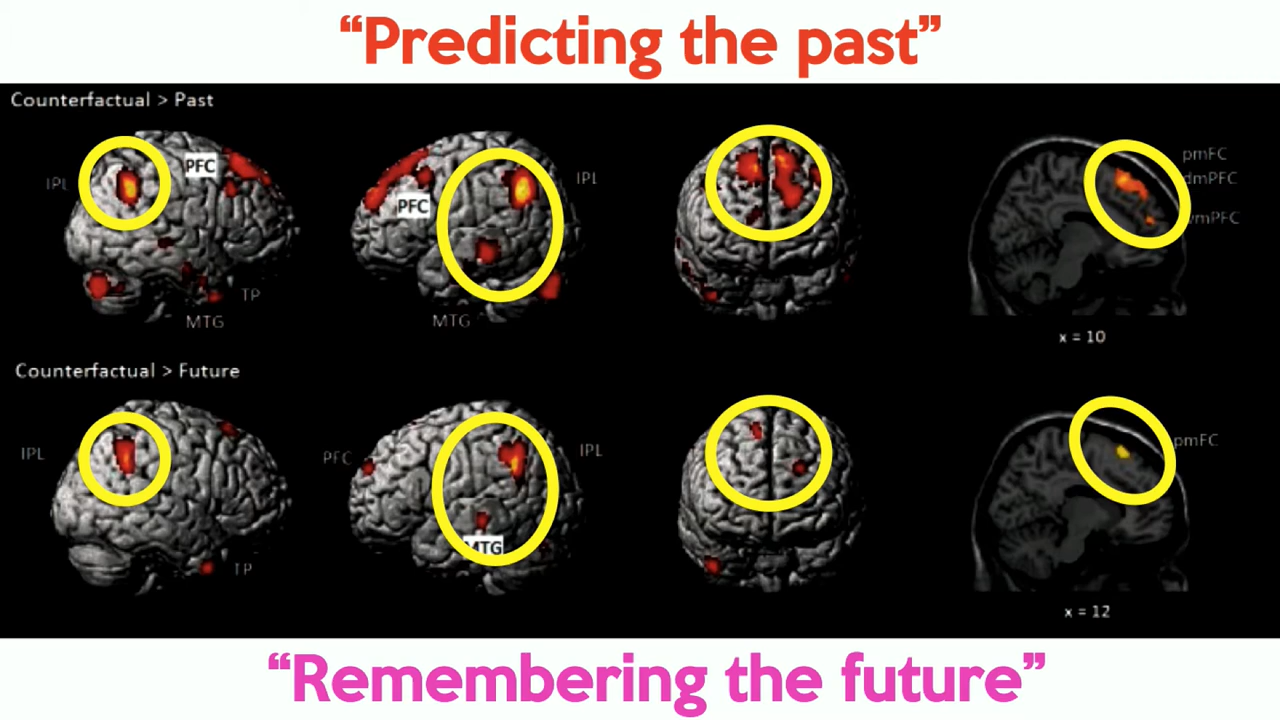 “Predicting the past”
Counterfactual > Past
IPL
PFC
TP
MTG
PFC
IPL
MTG
pmFC
dmPFC
vmPFC
x = 10
Counterfactual > Future
IPL
TP
PFC
IPL
MTG
pmFC
x = 12
“Remembering the future”